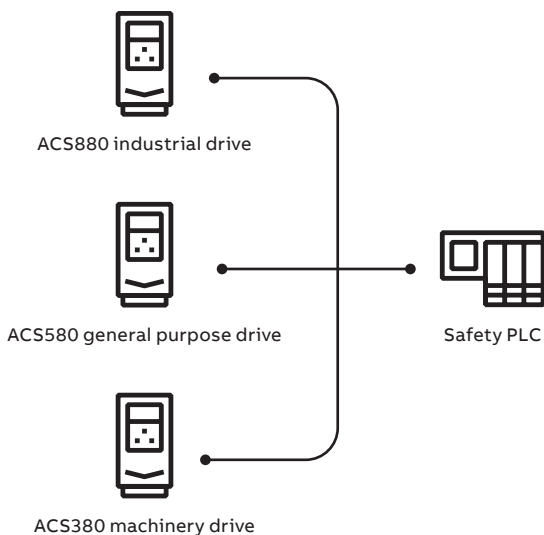 ACS880 industrial drive
ACS580 general purpose drive
Safety PLC
ACS380 machinery drive